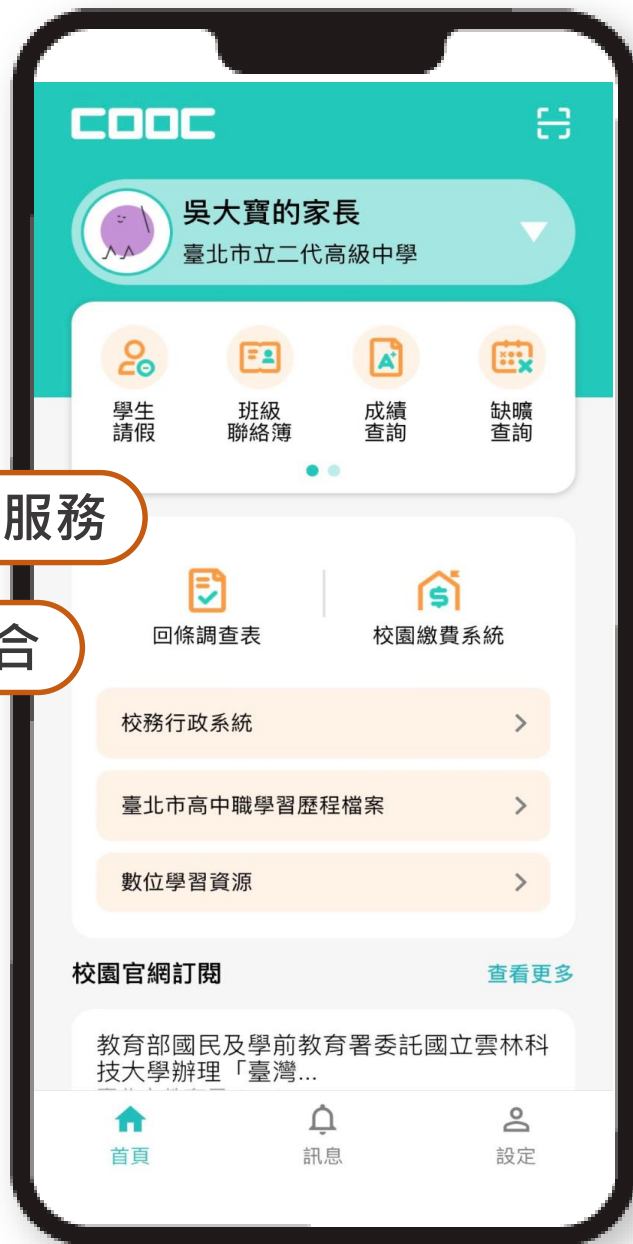 COOC
吳大寶的家長
臺北市立二代高級中學
學生
請假
班級
聯絡簿
成績
查詢
缺曠
查詢
服務
合
回條調查表
校園繳費系統
校務行政系統
臺北市高中職學習歷程檔案
數位學習資源
校園官網訂閱
查看更多
教育部國民及學前教育署委託國立雲林科
技大學辦理「臺灣...
首頁
訊息
設定